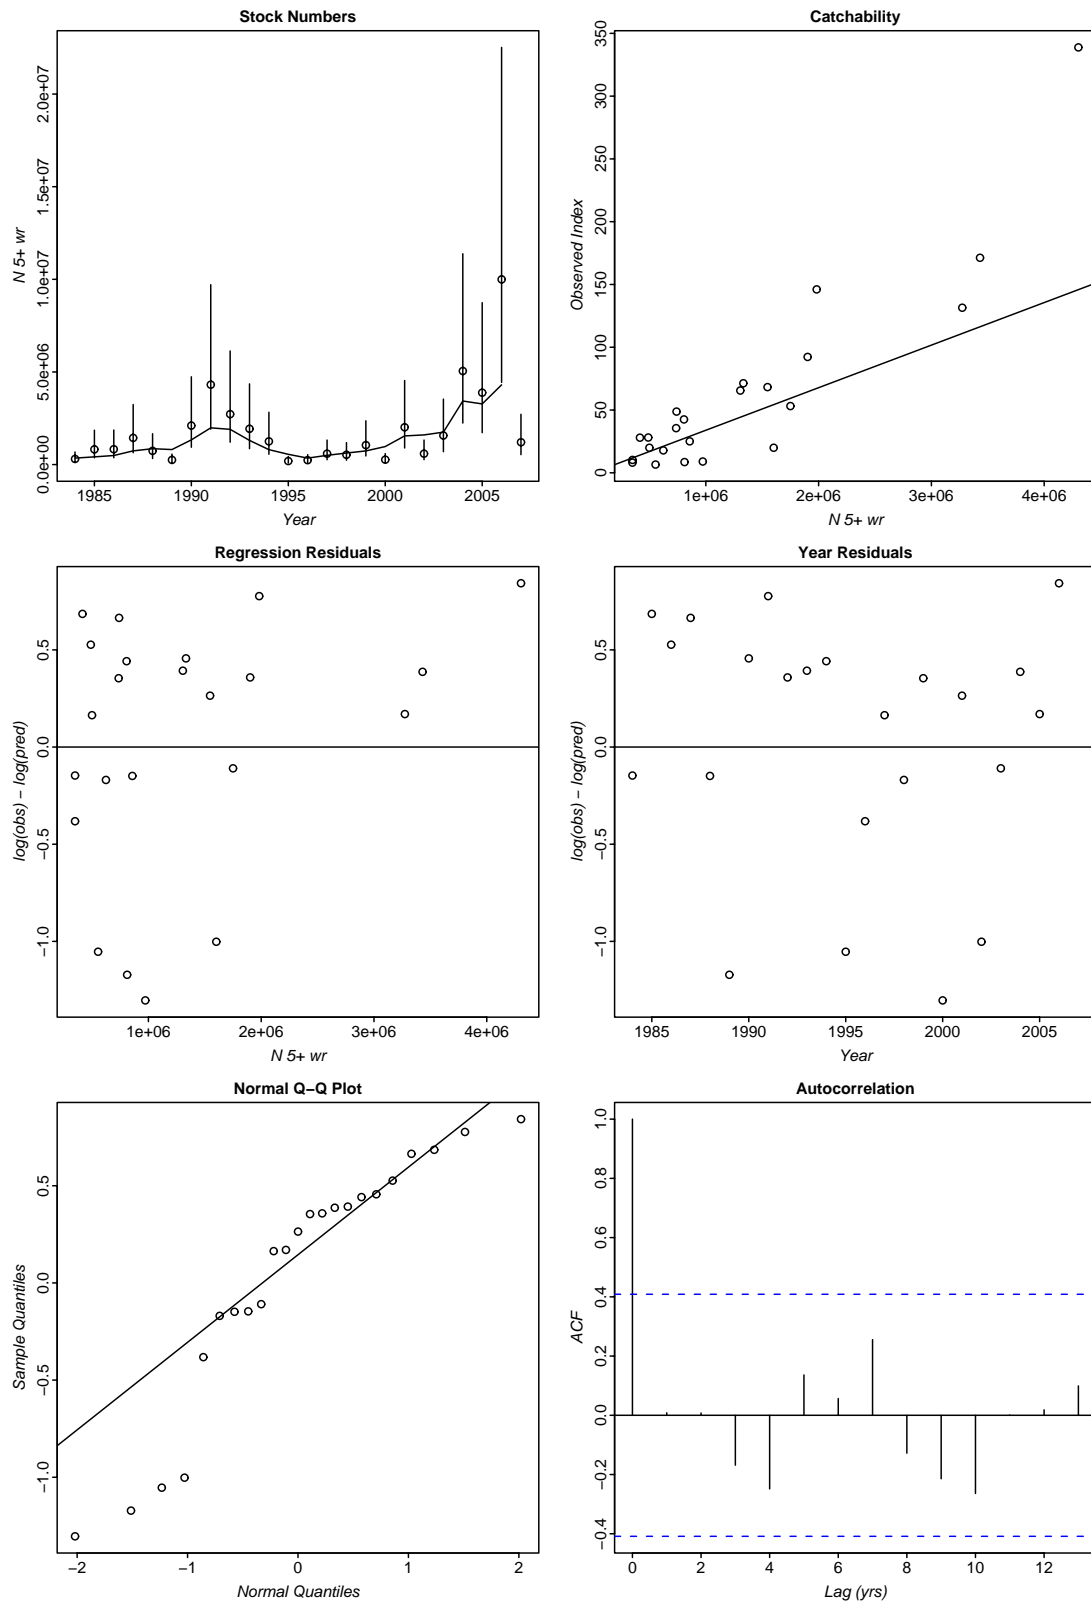 Stock Numbers
N 5+ wr
0.0e+00 5.0e+06 1.0e+07 1.5e+07 2.0e+07
1985 1990 1995 2000 2005
Year
Catchability
Observed Index
0 50 100 150 200 250 300 350
1e+06 2e+06 3e+06 4e+06
N 5+ wr
Regression Residuals
log(obs) − log(pred)
−1.0 −0.5 0.0 0.5
1e+06 2e+06 3e+06 4e+06
N 5+ wr
Year Residuals
log(obs) − log(pred)
−1.0 −0.5 0.0 0.5
1985 1990 1995 2000 2005
Year
Normal Q−Q Plot
Sample Quantiles
−1.0 −0.5 0.0 0.5
−2 −1 0 1 2
Normal Quantiles
Autocorrelation
ACF
−0.4 −0.2 0.0 0.2 0.4 0.6 0.8 1.0
0 2 4 6 8 10 12
Lag (yrs)